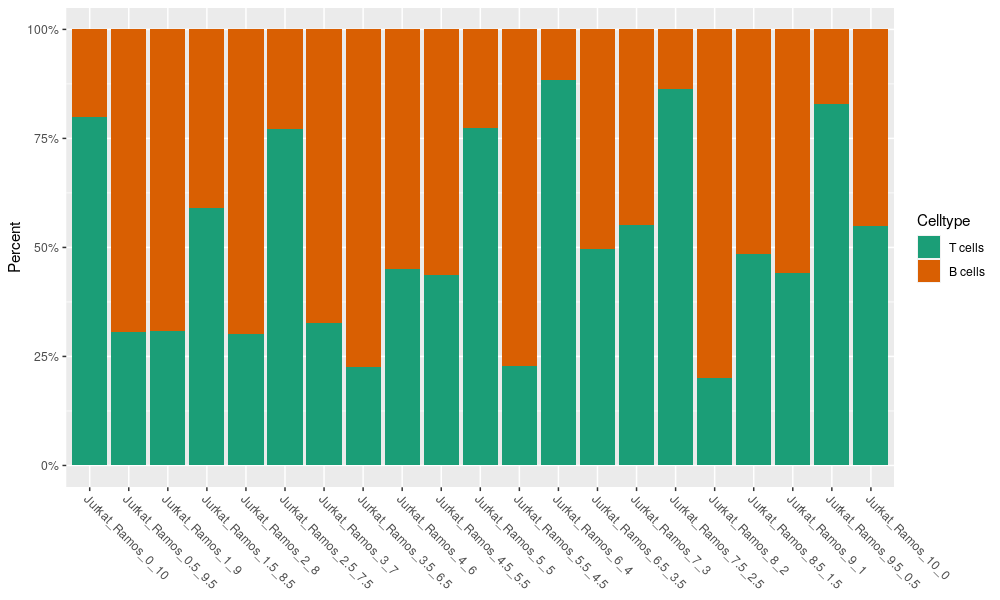 100%
75%
50%
25%
0%
Percent
Celltype
T cells
B cells
Jurkat_Ramos_0_10
Jurkat_Ramos_0.5_9.5
Jurkat_Ramos_1_9
Jurkat_Ramos_1.5_8.5
Jurkat_Ramos_2_8
Jurkat_Ramos_2.5_7.5
Jurkat_Ramos_3_7
Jurkat_Ramos_3.5_6.5
Jurkat_Ramos_4_6
Jurkat_Ramos_4.5_5.5
Jurkat_Ramos_5_5
Jurkat_Ramos_5.5_4.5
Jurkat_Ramos_6_4
Jurkat_Ramos_6.5_3.5
Jurkat_Ramos_7_3
Jurkat_Ramos_7.5_2.5
Jurkat_Ramos_8_2
Jurkat_Ramos_8.5_1.5
Jurkat_Ramos_9_1
Jurkat_Ramos_9.5_0.5
Jurkat_Ramos_10_0